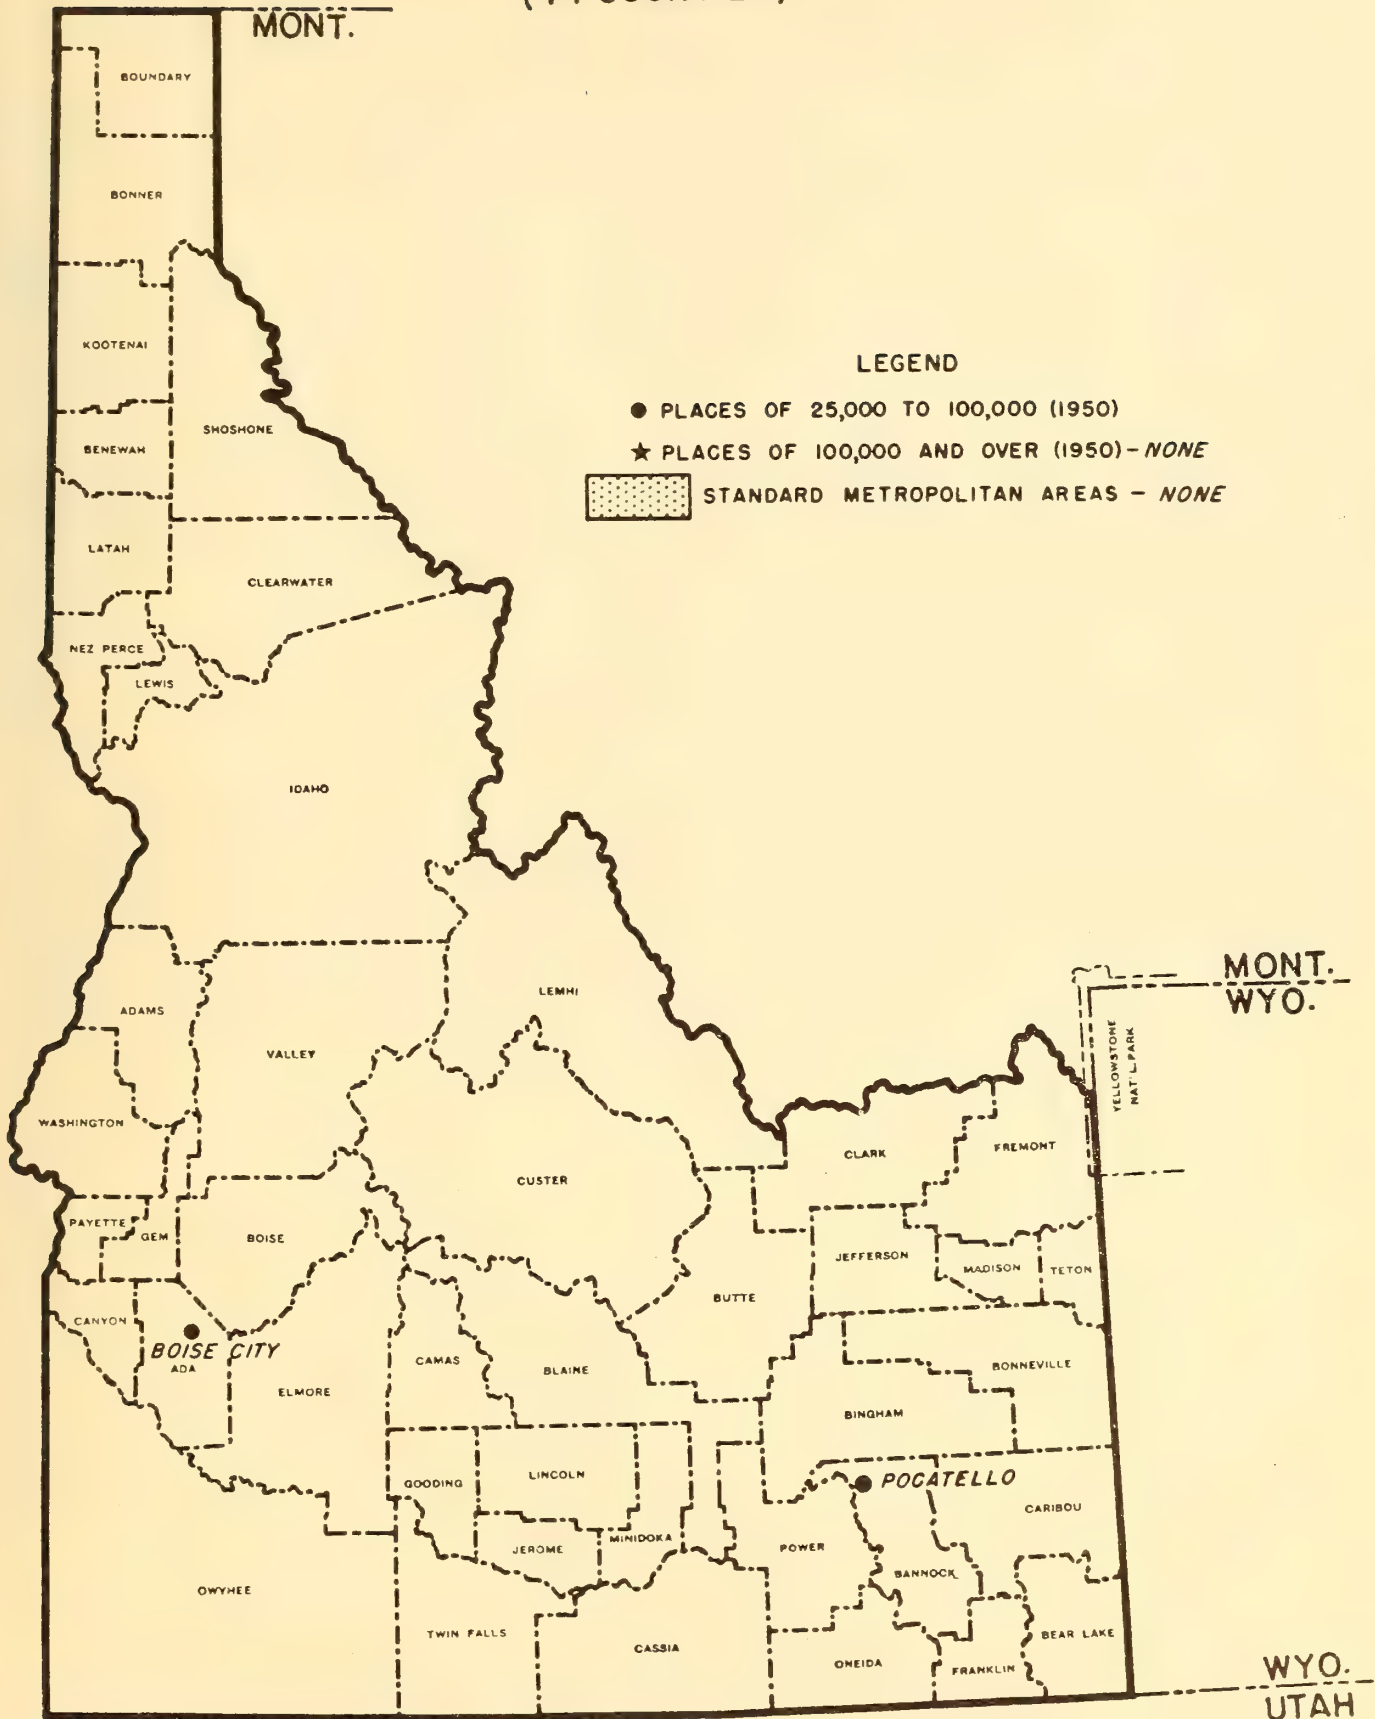 MONT.
BOUNDARY
BONNER
KOOTENAI
LEGEND
● PLACES OF 25,000 TO 100,000 (1950)
★ PLACES OF 100,000 AND OVER (1950) - NONE
STANDARD METROPOLITAN AREAS - NONE
SHOSHONE
BENEWAH
LATAH
CLEARWATER
NEZ PERCE
LEWIS
IDAHO
MONT.
WYO.
LEMHI
ADAMS
VALLEY
YELLOWSTONE
NAT'L. PARK
WASHINGTON
CLARK
FREMONT
CUSTER
PAYETTE
GEM
BOISE
JEFFERSON
MADISON
TETON
BUTTE
CANYON
BOISE CITY
ADA
CAMAS
BLAINE
BONNEVILLE
ELMORE
BINGHAM
GOODING
LINCOLN
POCATELLO
CARIBOU
JEROME
MINIDOKA
POWER
BANNOCK
OWYHEE
TWIN FALLS
CASSIA
ONEIDA
FRANKLIN
BEAR LAKE
WYO.
UTAH